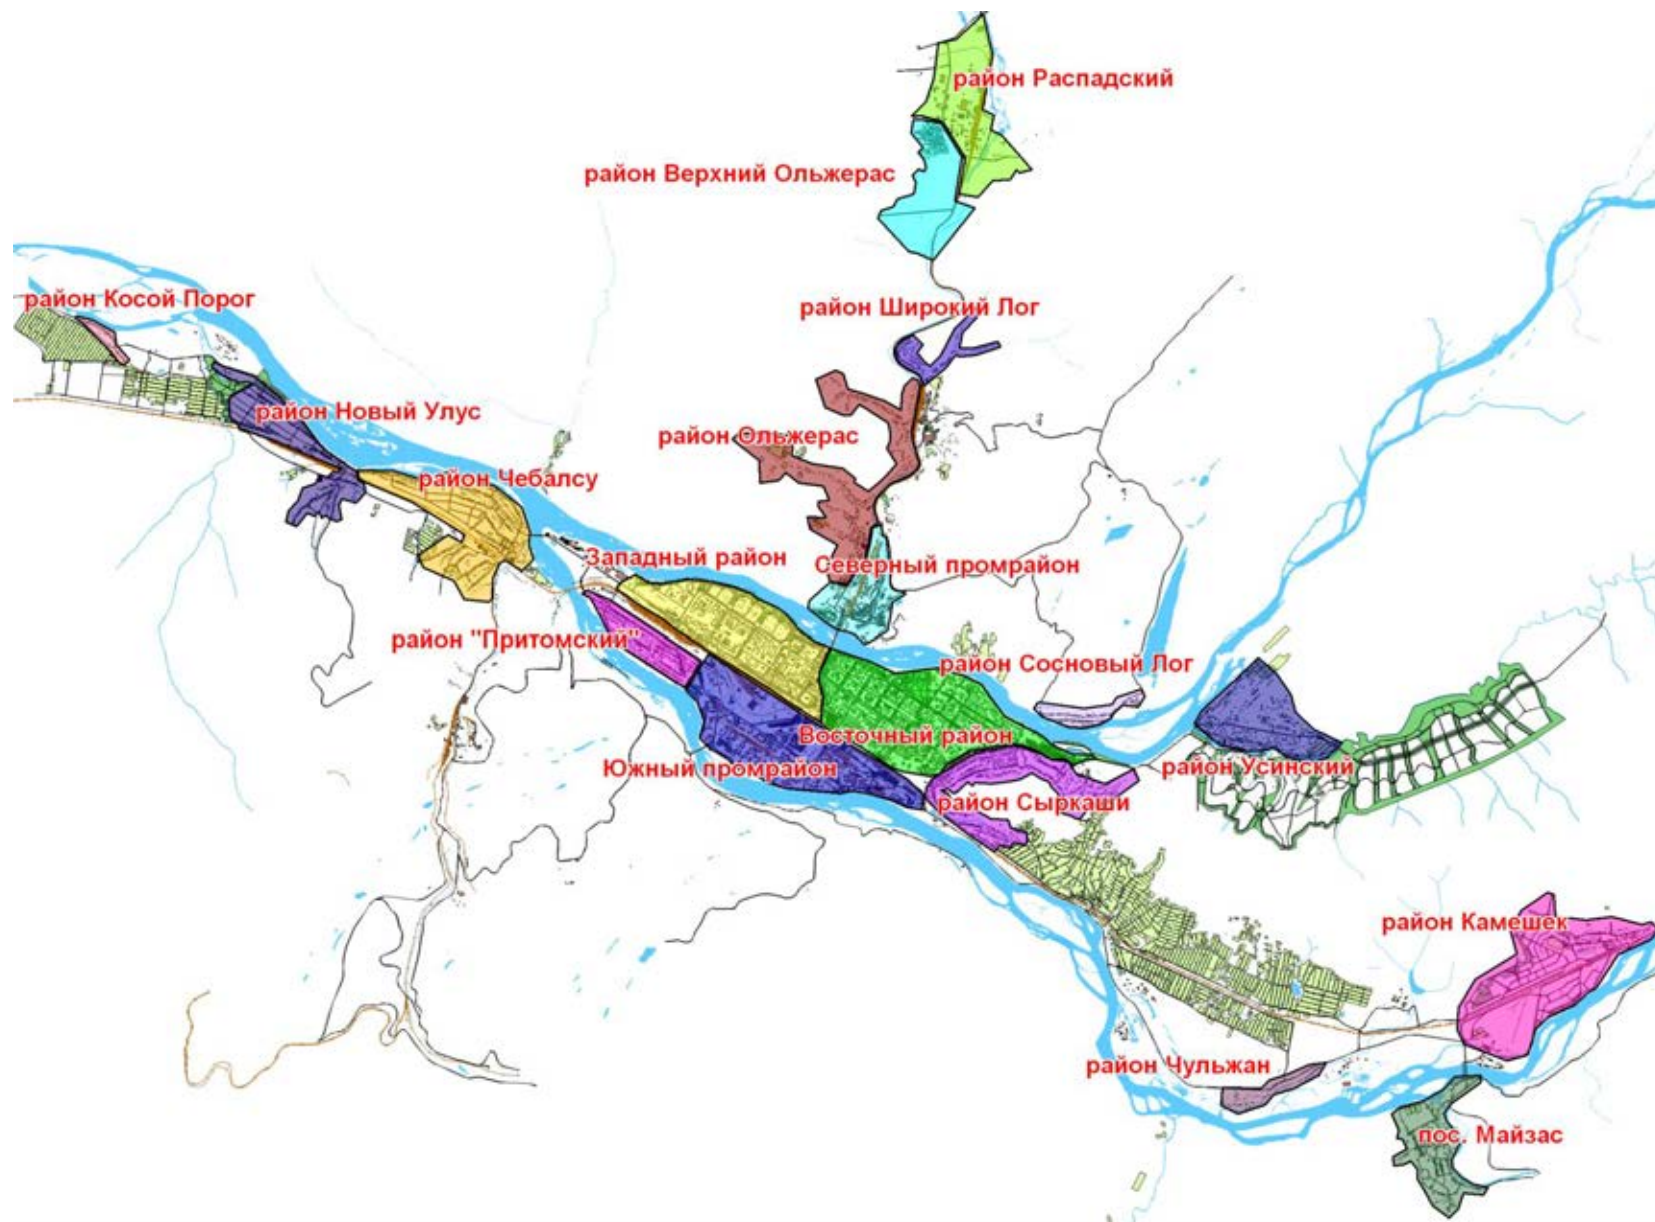 район Распадский
район Верхний Ольжерас
район Косой Порог
район Широкий Лог
район Новый Улус
район Ольжерас
район Чебалсу
Западный район
Северный промрайон
район "Притомский"
район Сосновый Лог
Восточный район
Южный промрайон
район Усинский
район Сыркаши
район Камешек
район Чульжан
пос. Майзас